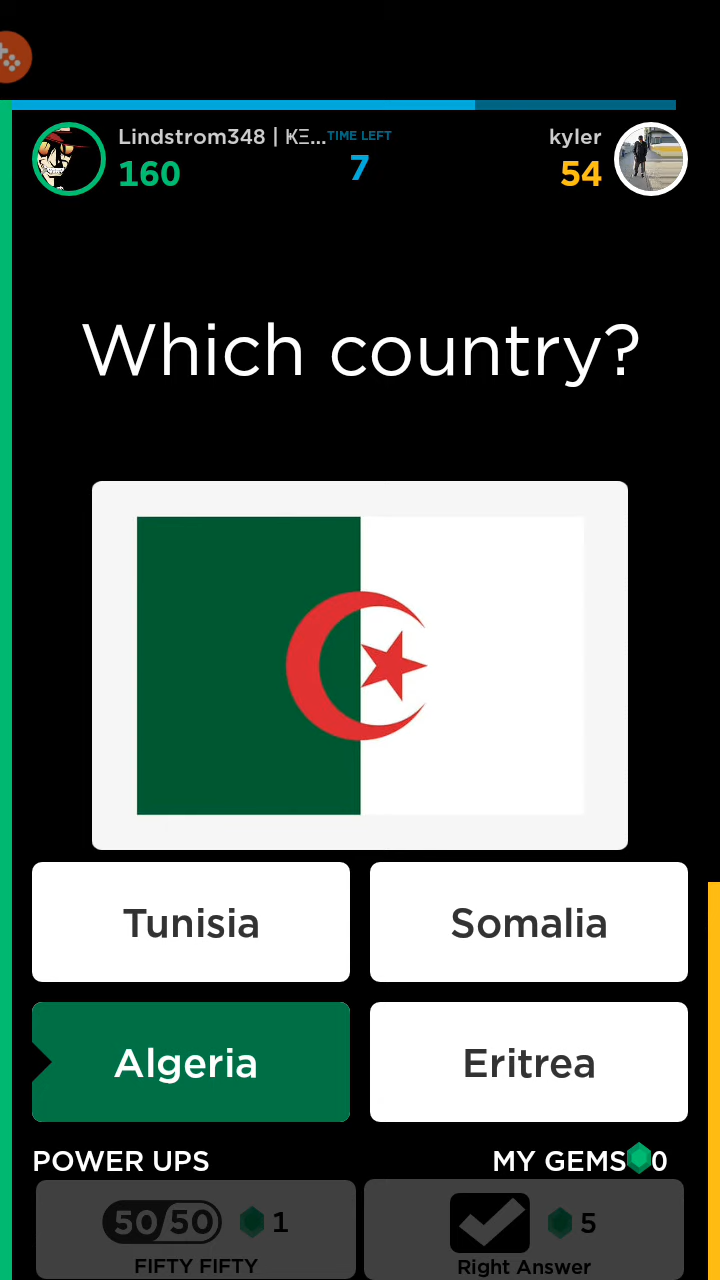 Lindstrom348 | ҜΞ... TIME LEFT kyler
160 7 54
Which country?
Tunisia Somalia
Algeria Eritrea
POWER UPS MY GEMS 0
50/50 1 5
FIFTY FIFTY Right Answer